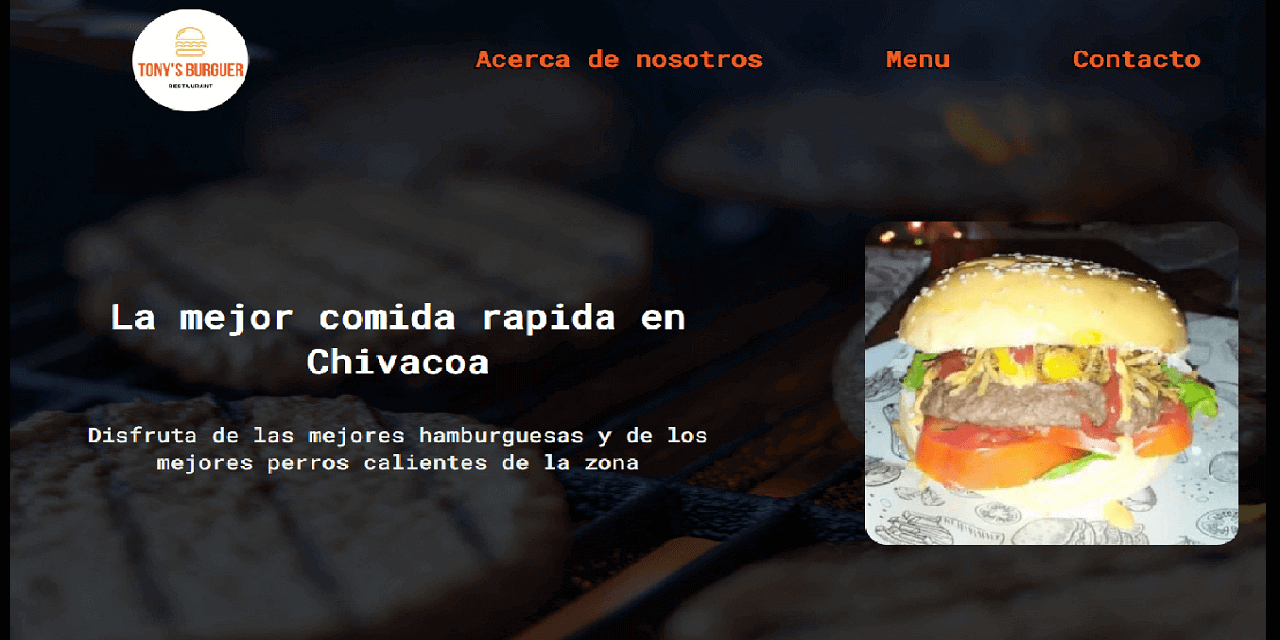 TONY'S BURGUER
RESTAURANT
Acerca de nosotros
Menu
Contacto
La mejor comida rapida en
Chivacoa
Disfruta de las mejores hamburguesas y de los
mejores perros calientes de la zona